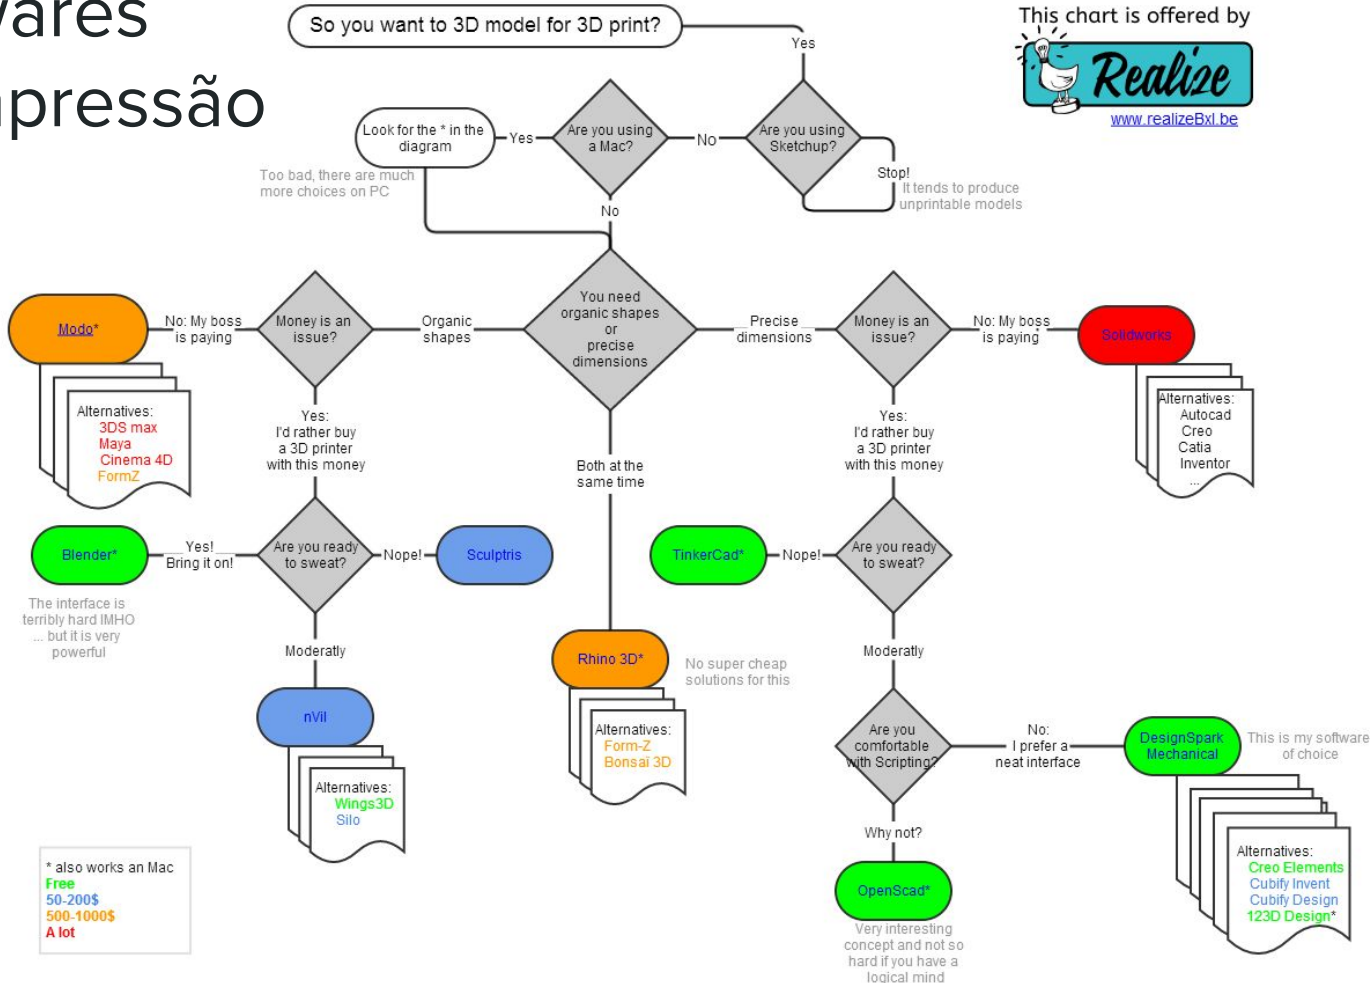 wares
pressão
So you want to 3D model for 3D print?
This chart is offered by
Realize
www.realizeBxl.be
Yes
Look for the * in the
diagram
Yes
Are you using
a Mac?
No
Are you using
Sketchup?
Too bad, there are much
more choices on PC
Stop!
It tends to produce
unprintable models
No
You need
organic shapes
or
precise
dimensions
Modo*
No: My boss
is paying
Money is an
issue?
Organic
shapes
Precise
dimensions
Money is an
issue?
No: My boss
is paying
Solidworks
Alternatives:
3DS max
Maya
Cinema 4D
FormZ
Alternatives:
Autocad
Creo
Catia
Inventor
...
Yes:
I'd rather buy
a 3D printer
with this money
Both at the
same time
Yes:
I'd rather buy
a 3D printer
with this money
Blender*
Yes!
Bring it on!
Are you ready
to sweat?
Nope!
Sculptris
TinkerCad*
Nope!
Are you ready
to sweat?
The interface is
terribly hard IMHO
... but it is very
powerful
Moderatly
Rhino 3D*
No super cheap
solutions for this
Moderatly
nVil
Alternatives:
Form-Z
Bonsaï 3D
Are you
comfortable
with Scripting?
No:
I prefer a
neat interface
DesignSpark
Mechanical
This is my software
of choice
Alternatives:
Wings3D
Silo
Why not?
Alternatives:
Creo Elements
Cubify Invent
Cubify Design
123D Design*
OpenScad*
Very interesting
concept and not so
hard if you have a
logical mind
* also works an Mac
Free
50-200$
500-1000$
A lot